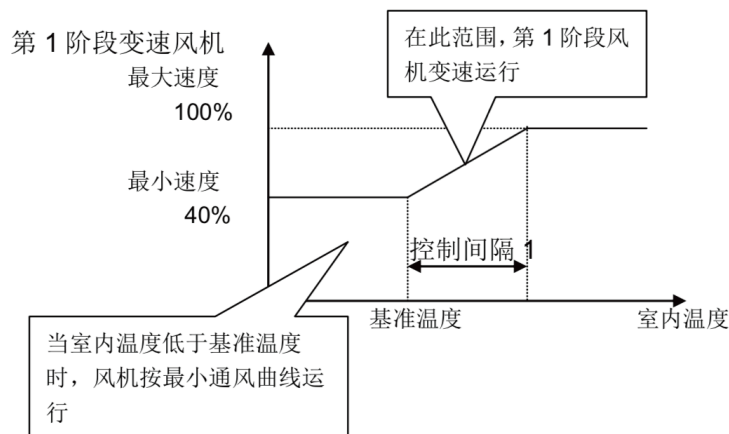 第 1 阶段变速风机
最大速度
100%
在此范围，第 1 阶段风
机变速运行
最小速度
40%
控制间隔 1
基准温度
室内温度
当室内温度低于基准温度
时，风机按最小通风曲线运
行